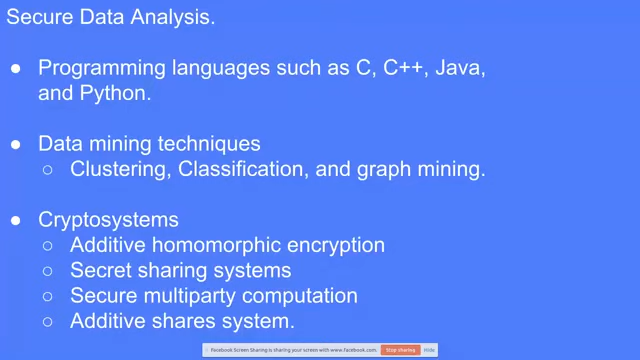 Secure Data Analysis.
● Programming languages such as C, C++, Java,
and Python.
● Data mining techniques
○ Clustering, Classification, and graph mining.
● Cryptosystems
○ Additive homomorphic encryption
○ Secret sharing systems
○ Secure multiparty computation
○ Additive shares system.
Facebook Screen Sharing is sharing your screen with www.facebook.com. Stop sharing Hide